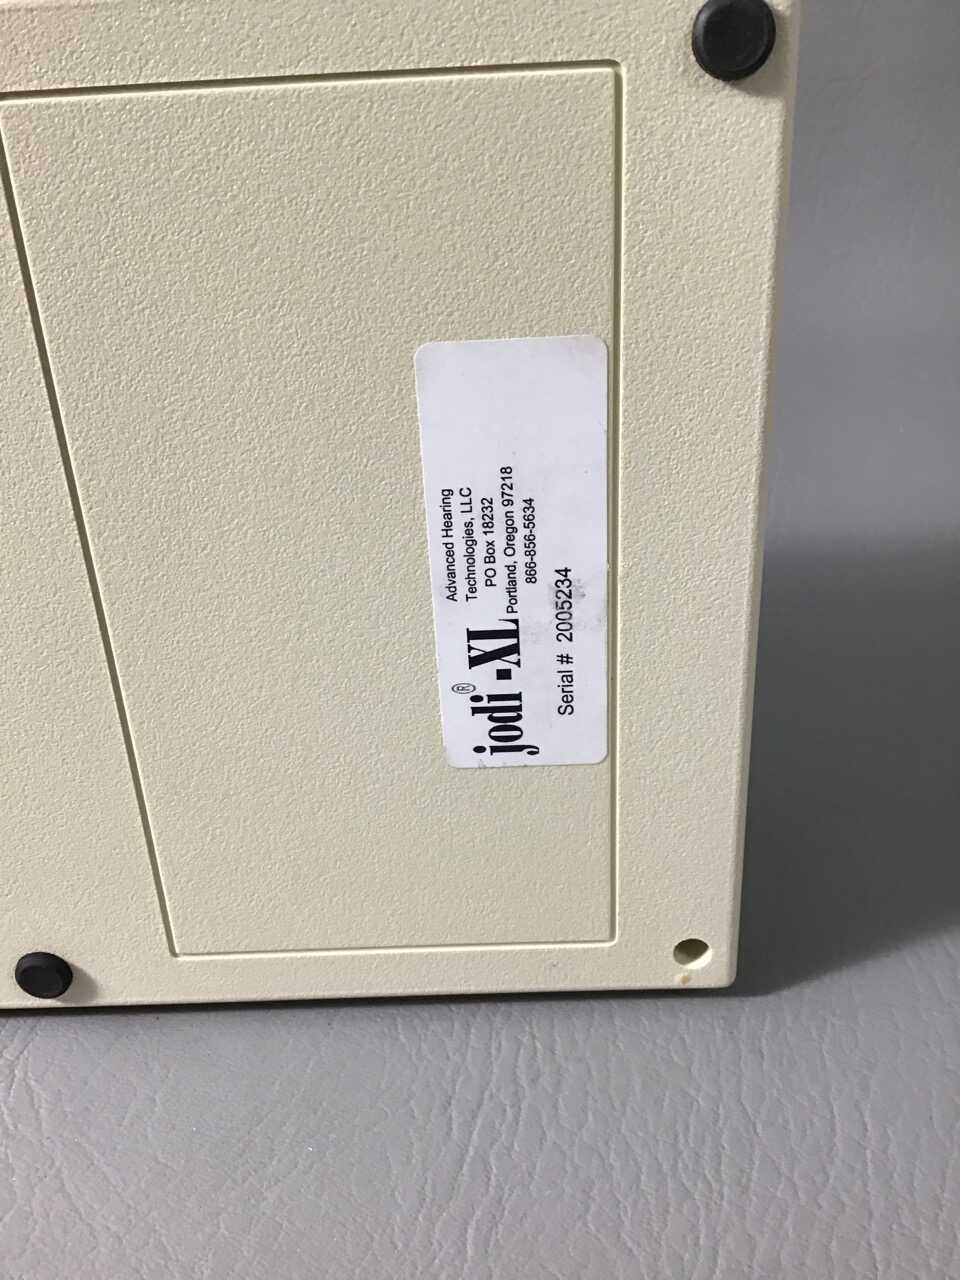 Advanced Hearing
Technologies, LLC
PO Box 18232
Portland, Oregon 97218
866-856-5634
jodi® ▪XL
Serial # 2005234